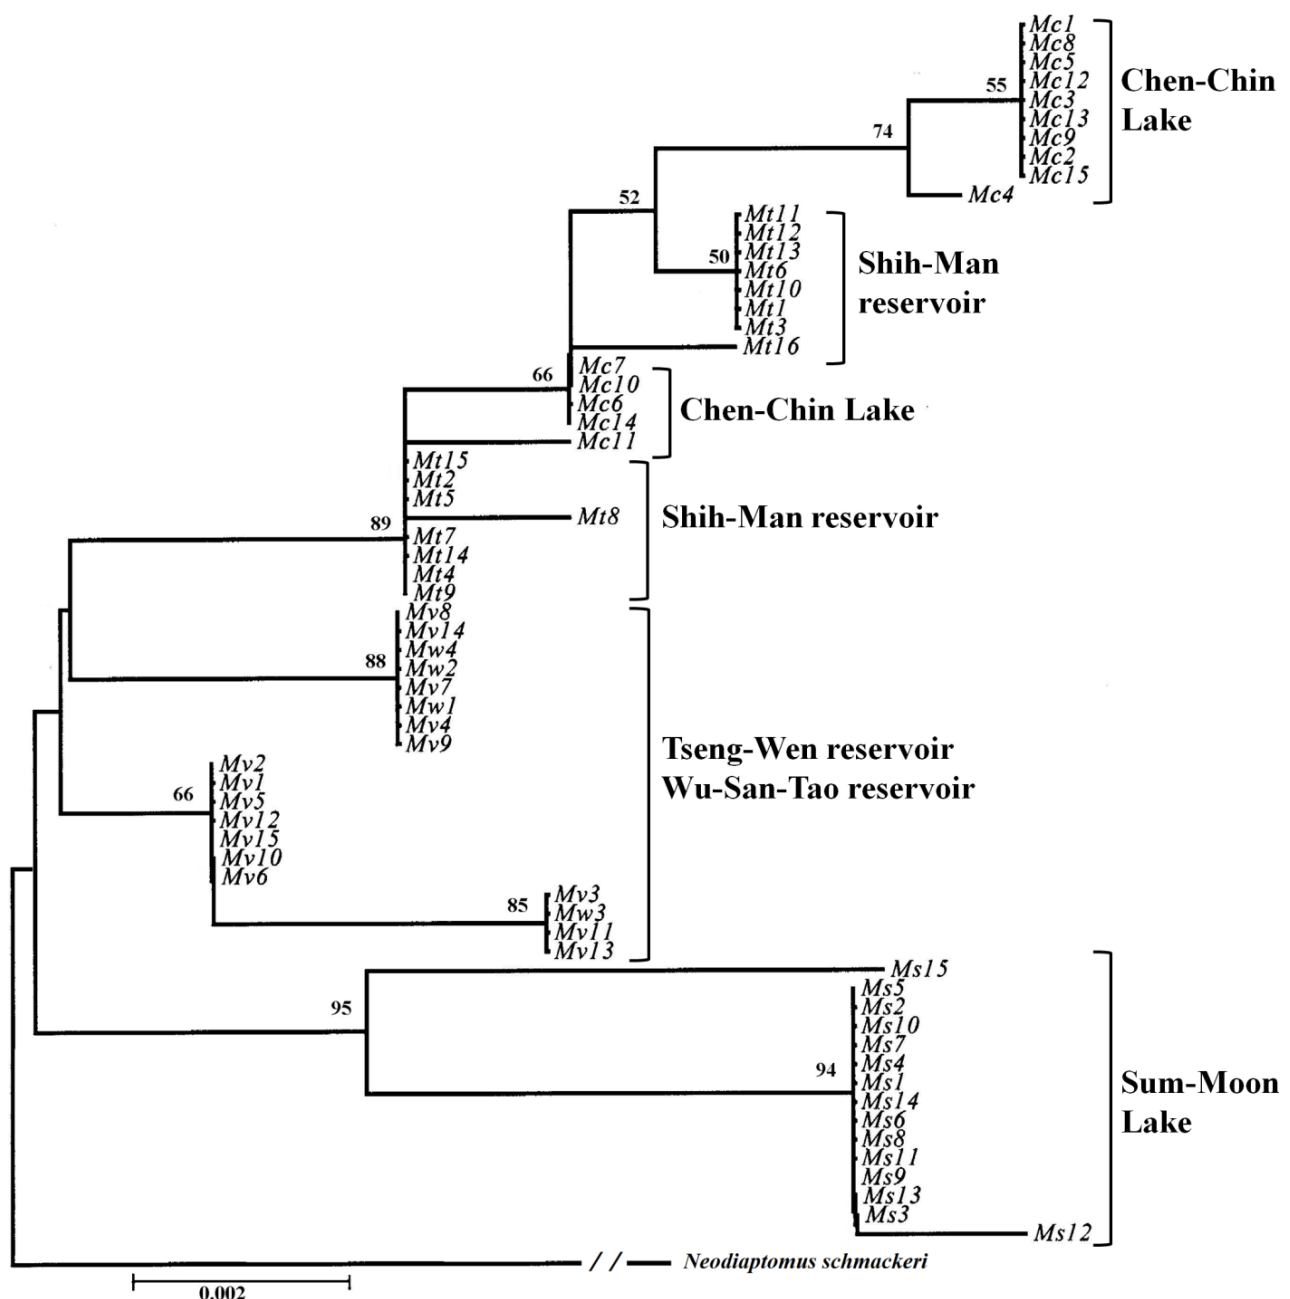 Mc1
Mc8
Mc5
Mc12
55
Mc3
Mc13
Mc9
Mc2
Mc15
Chen-Chin
Lake
74
Mc4
52
Mt11
Mt12
Mt13
50
Mt6
Mt10
Mt1
Mt3
Mt16
Shih-Man
reservoir
66
Mc7
Mc10
Mc6
Mc14
Mc11
Chen-Chin Lake
Mt15
Mt2
Mt5
Mt8
89
Mt7
Mt14
Mt4
Mt9
Shih-Man reservoir
Mv8
Mv14
Mw4
88
Mw2
Mv7
Mw1
Mv4
Mv9
Tseng-Wen reservoir
Wu-San-Tao reservoir
Mv2
Mv1
66
Mv5
Mv12
Mv15
Mv10
Mv6
85
Mv3
Mw3
Mv11
Mv13
95
Ms15
Ms5
Ms2
Ms10
Ms7
94
Ms4
Ms1
Ms14
Ms6
Ms8
Ms11
Ms9
Ms13
Ms3
Ms12
Sum-Moon
Lake
Neodiaptomus schmackeri
0.002